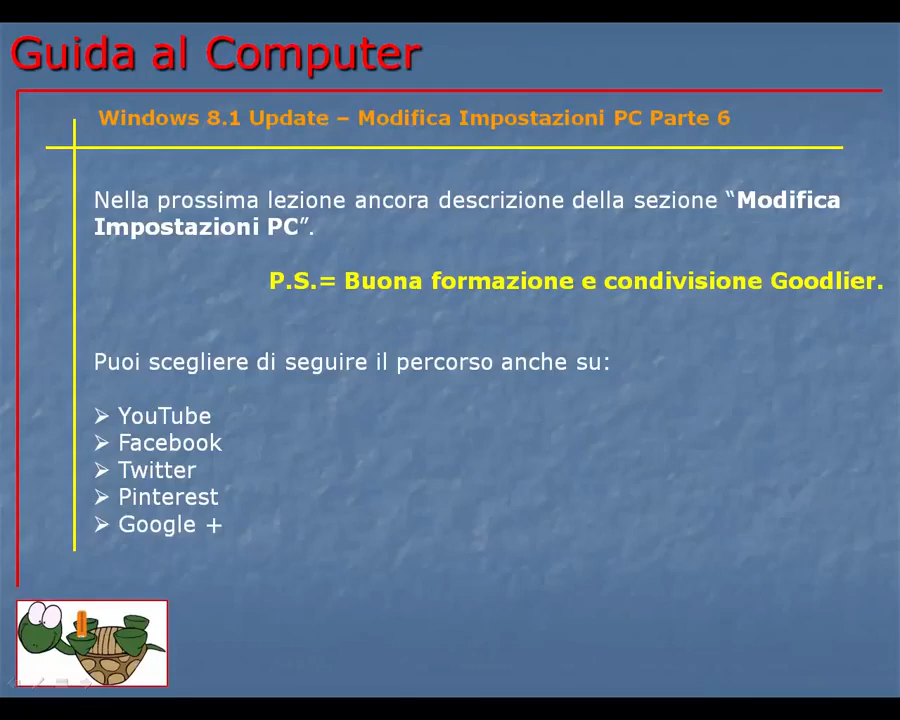 Guida al Computer
Windows 8.1 Update – Modifica Impostazioni PC Parte 6
Nella prossima lezione ancora descrizione della sezione “Modifica
Impostazioni PC”.
P.S.= Buona formazione e condivisione Goodlier.
Puoi scegliere di seguire il percorso anche su:
➢ YouTube
➢ Facebook
➢ Twitter
➢ Pinterest
➢ Google +